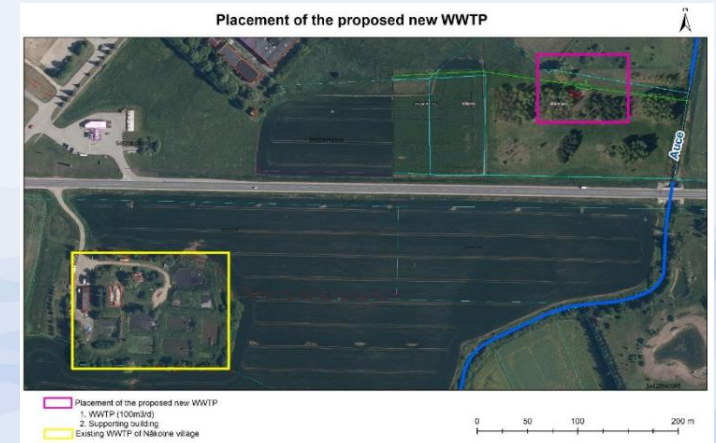 Placement of the proposed new WWTP
N
Auce
Placement of the proposed new WWTP
1. WWTP (100m3/d)
2. Supporting building
Existing WWTP of Nākotne village
0 50 100 200 m